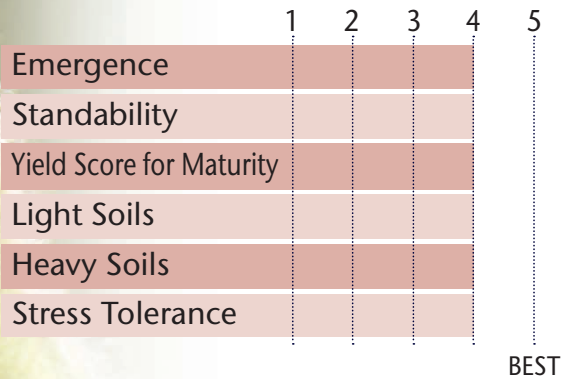 1 2 3 4 5
Emergence
Standability
Yield Score for Maturity
Light Soils
Heavy Soils
Stress Tolerance
BEST